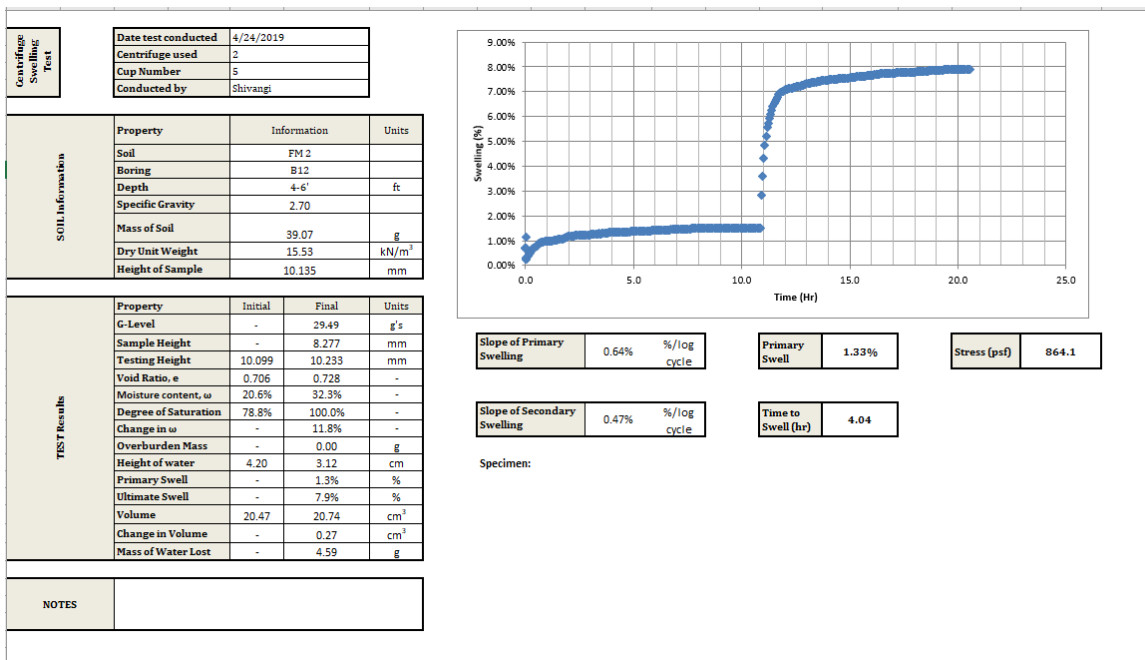 Centrifuge
Swelling
Test
Date test conducted 4/24/2019
Centrifuge used 2
Cup Number 5
Conducted by Shivangi
SOIL Information
Property Information Units
Soil FM 2
Boring B12
Depth 4-6' ft
Specific Gravity 2.70
Mass of Soil 39.07 g
Dry Unit Weight 15.53 kN/m³
Height of Sample 10.135 mm
TEST Results
Property Initial Final Units
G-Level - 29.49 g's
Sample Height - 8.277 mm
Testing Height 10.099 10.233 mm
Void Ratio, e 0.706 0.728 -
Moisture content, ω 20.6% 32.3% -
Degree of Saturation 78.8% 100.0% -
Change in ω - 11.8% -
Overburden Mass - 0.00 g
Height of water 4.20 3.12 cm
Primary Swell - 1.3% %
Ultimate Swell - 7.9% %
Volume 20.47 20.74 cm³
Change in Volume - 0.27 cm³
Mass of Water Lost - 4.59 g
NOTES
9.00%
8.00%
7.00%
6.00%
5.00%
4.00%
3.00%
2.00%
1.00%
0.00%
Swelling (%)
0.0 5.0 10.0 15.0 20.0 25.0
Time (Hr)
Slope of Primary
Swelling
0.64%
%/log
cycle
Primary
Swell
1.33%
Stress (psf) 864.1
Slope of Secondary
Swelling
0.47%
%/log
cycle
Time to
Swell (hr)
4.04
Specimen: